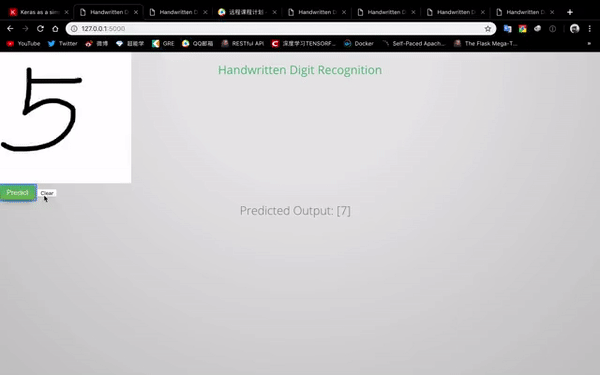 Keras as a sim
Handwritten D
Handwritten D
远程课程计划 -
Handwritten D
Handwritten D
Handwritten D
Handwritten D
127.0.0.1:5000
YouTube
Twitter
微博
超能学
GRE
QQ邮箱
RESTful API
深度学习TENSORF...
Docker
Self-Paced Apach...
The Flask Mega-T...
Handwritten Digit Recognition
5
Predict
Clear
Predicted Output: [7]